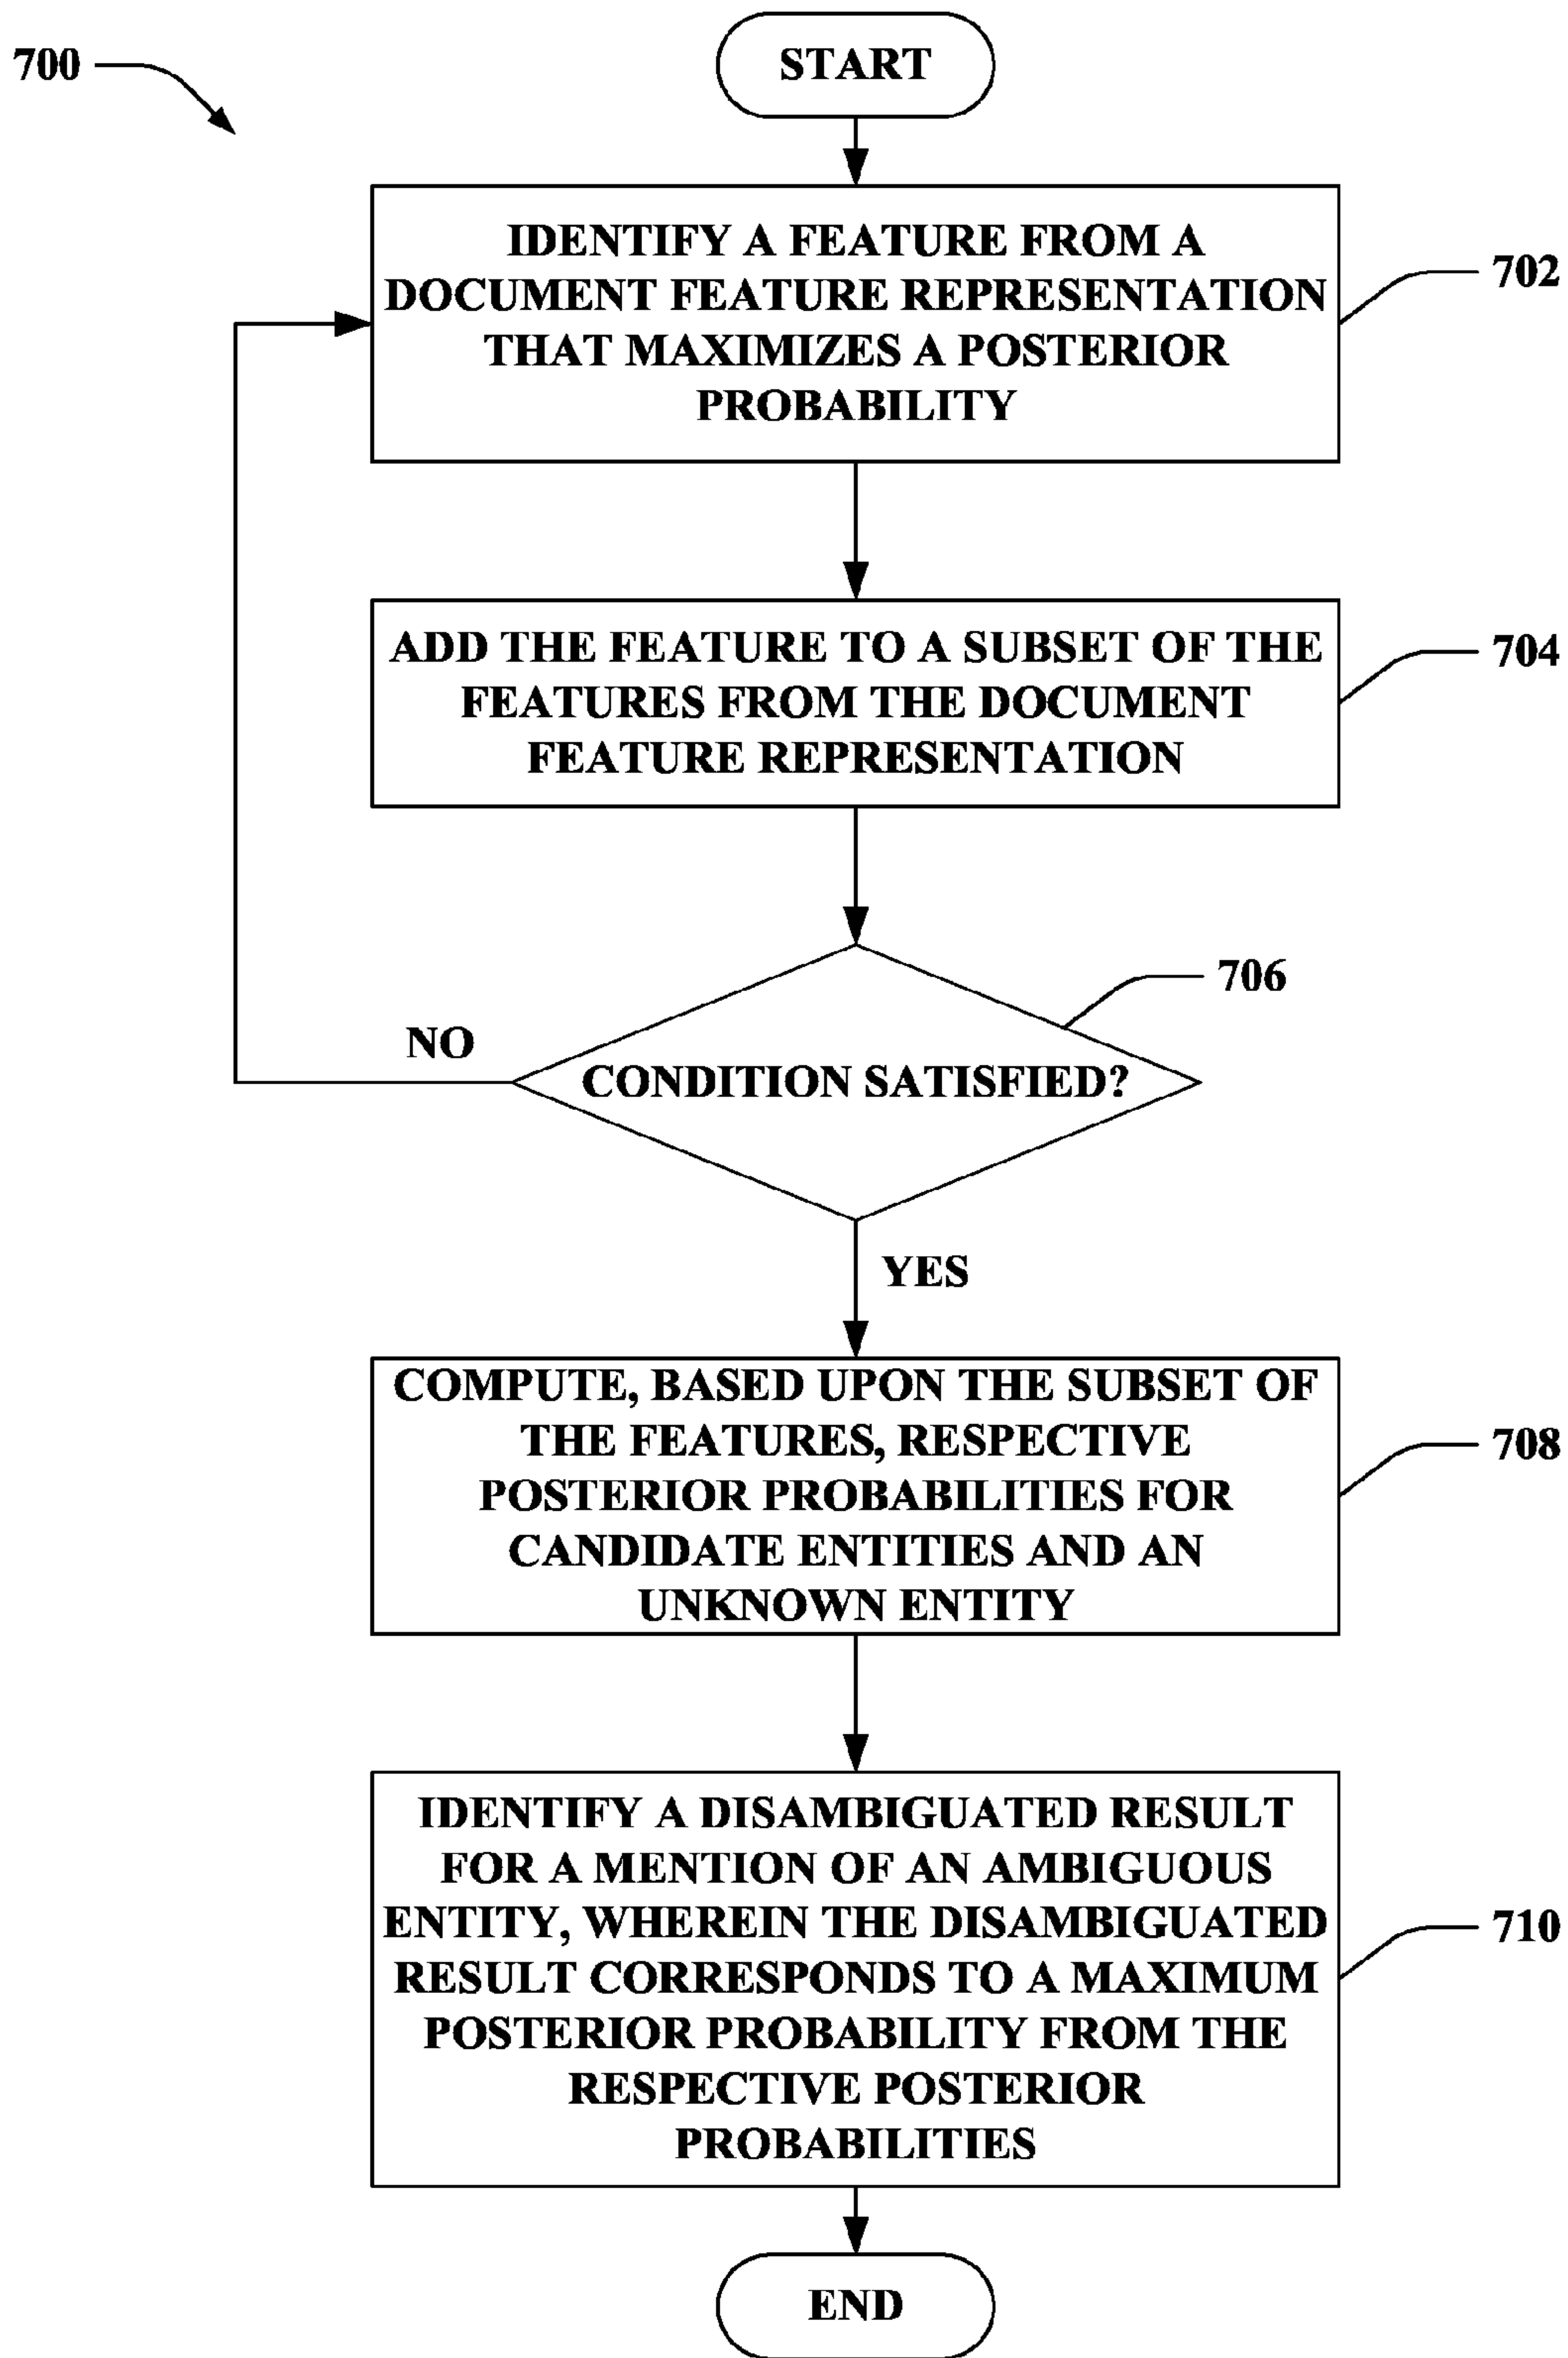 700
START
IDENTIFY A FEATURE FROM A
DOCUMENT FEATURE REPRESENTATION
THAT MAXIMIZES A POSTERIOR
PROBABILITY
702
ADD THE FEATURE TO A SUBSET OF THE
FEATURES FROM THE DOCUMENT
FEATURE REPRESENTATION
704
706
NO
CONDITION SATISFIED?
YES
COMPUTE, BASED UPON THE SUBSET OF
THE FEATURES, RESPECTIVE
POSTERIOR PROBABILITIES FOR
CANDIDATE ENTITIES AND AN
UNKNOWN ENTITY
708
IDENTIFY A DISAMBIGUATED RESULT
FOR A MENTION OF AN AMBIGUOUS
ENTITY, WHEREIN THE DISAMBIGUATED
RESULT CORRESPONDS TO A MAXIMUM
POSTERIOR PROBABILITY FROM THE
RESPECTIVE POSTERIOR
PROBABILITIES
710
END